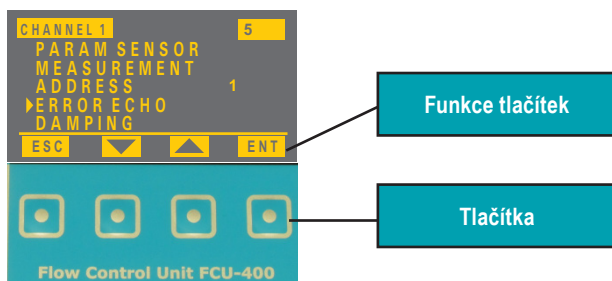 CHANNEL 1 5
PARAM SENSOR
MEASUREMENT
ADDRESS 1
ERROR ECHO
DAMPING
ESC ENT
Funkce tlačítek
Tlačítka
Flow Control Unit FCU-400